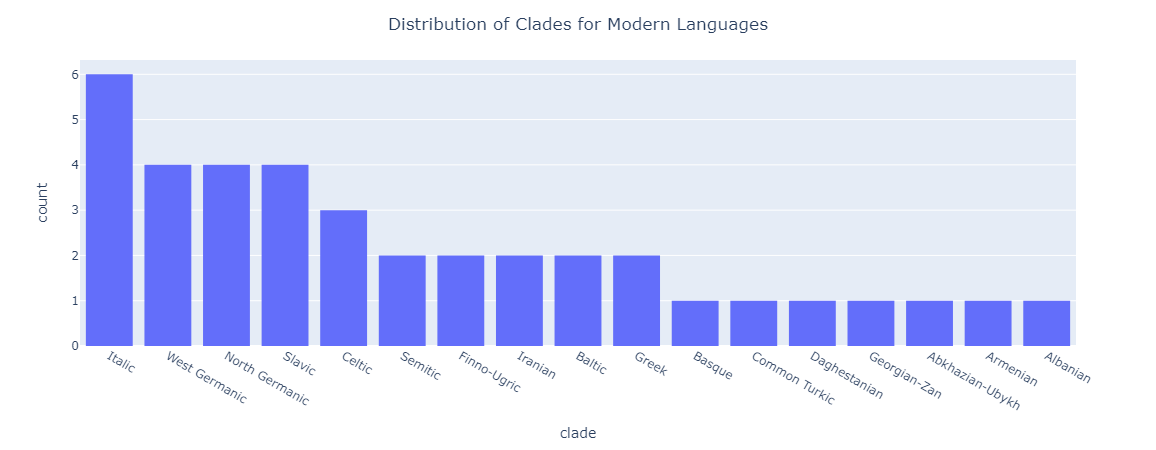 Distribution of Clades for Modern Languages
count
6
5
4
3
2
1
0
Italic
West Germanic
North Germanic
Slavic
Celtic
Semitic
Finno-Ugric
Iranian
Baltic
Greek
Basque
Common Turkic
Daghestanian
Georgian-Zan
Abkhazian-Ubykh
Armenian
Albanian
clade